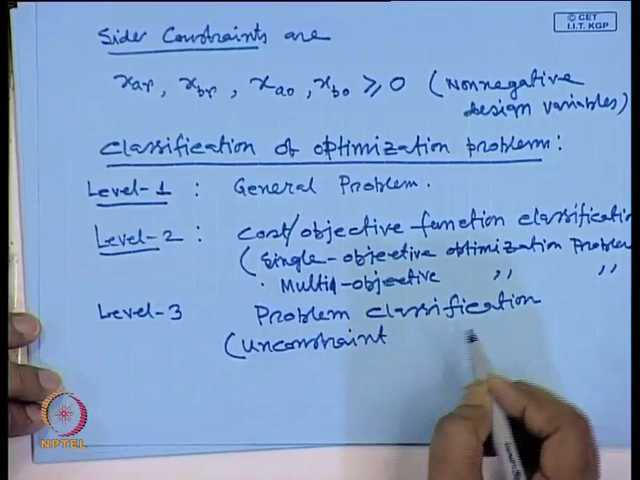 © CET
I.I.T. KGP
Side Constraints are
xar, xbr, xao, xbo ⩾ 0 (Nonnegative
design variables)
Classification of optimization problem:
Level-1 : General Problem.
Level-2 : Cost/objective-function classification
(Single-objective optimization Problem
Multi-objective ,, ,,
Level-3 Problem classification
(Unconstraint
NPTEL